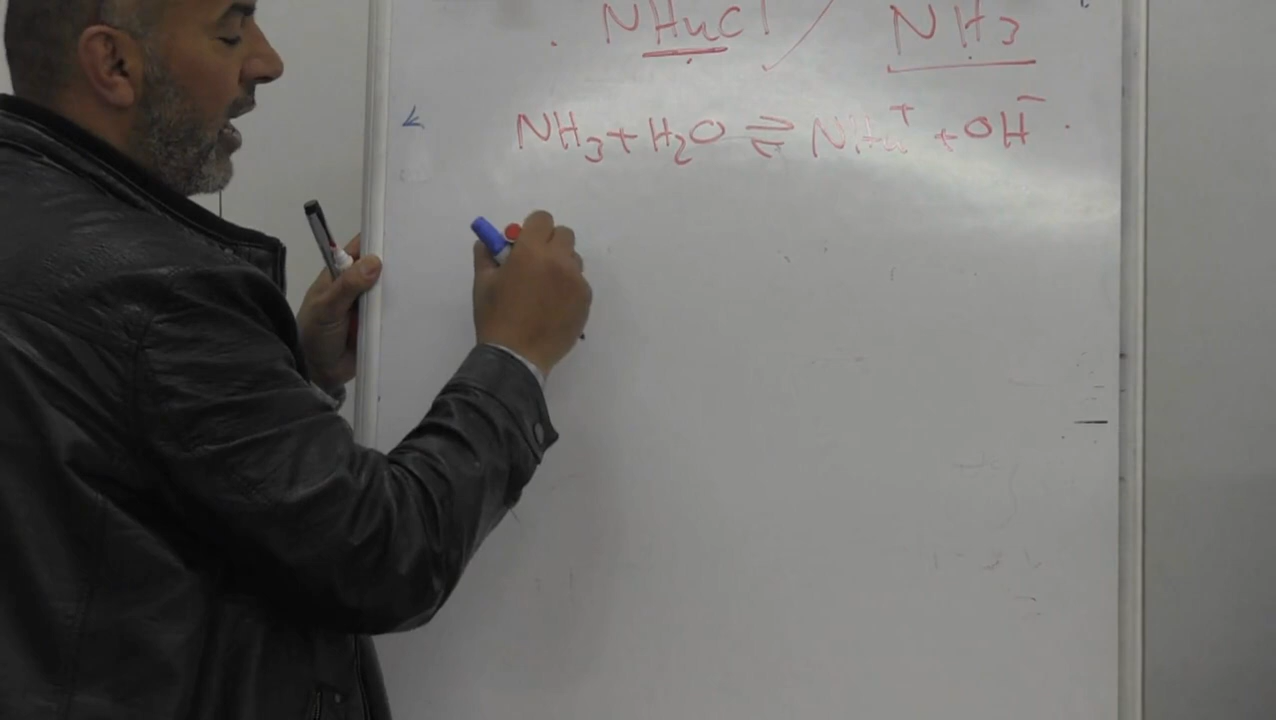 . NH4Cl / NH3
NH3 + H2O ⇌ NH4+ + OH- .